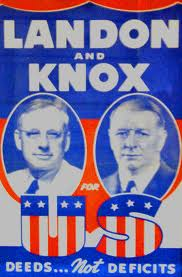 LANDON
AND
KNOX
FOR
US
DEEDS... Not DEFICITS